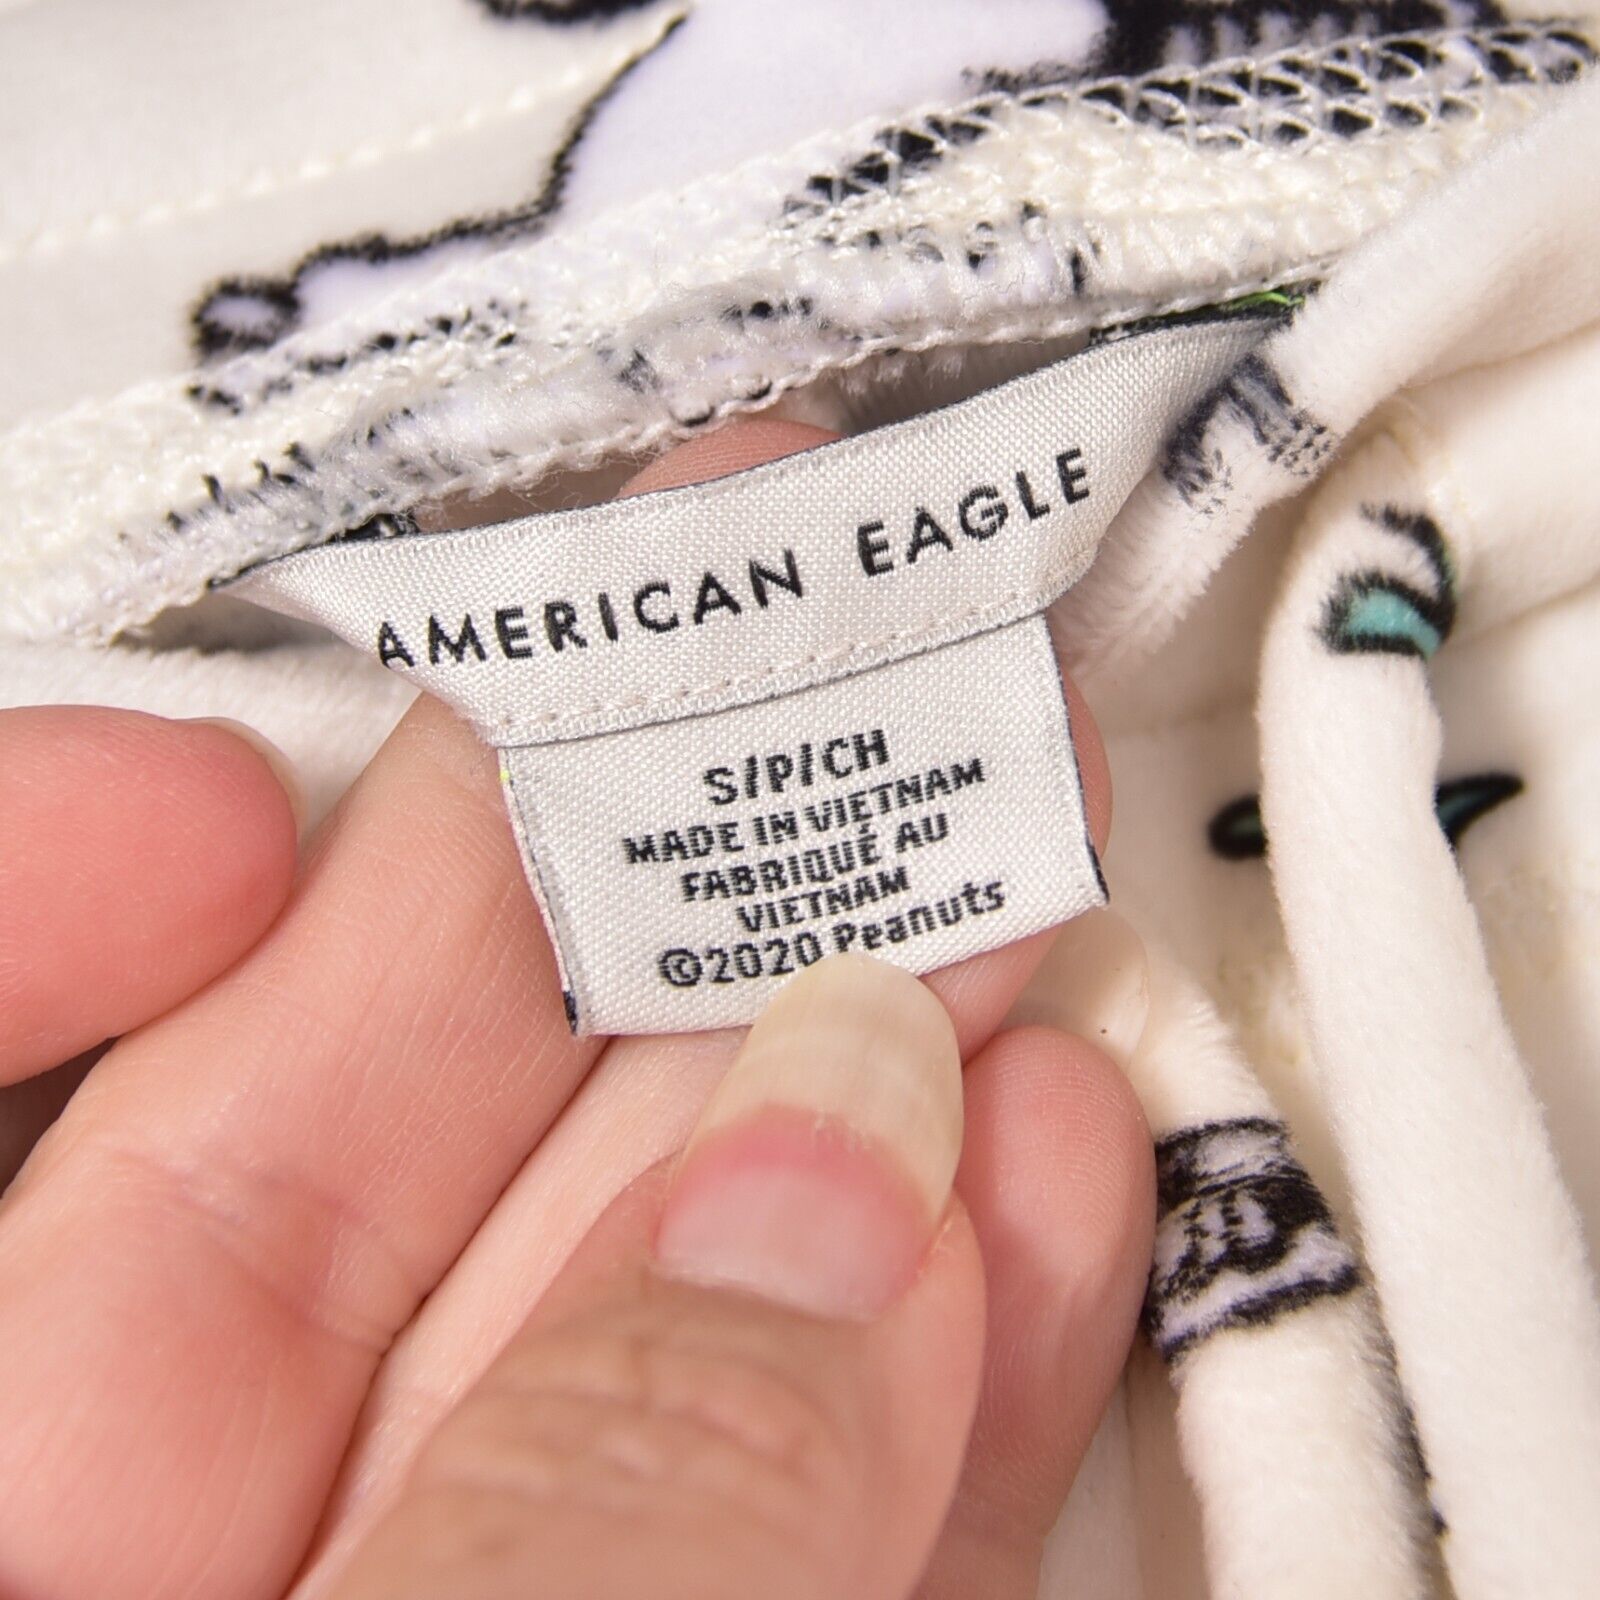 AMERICAN EAGLE
S/P/CH
MADE IN VIETNAM
FABRIQUÉ AU
VIETNAM
©2020 Peanuts